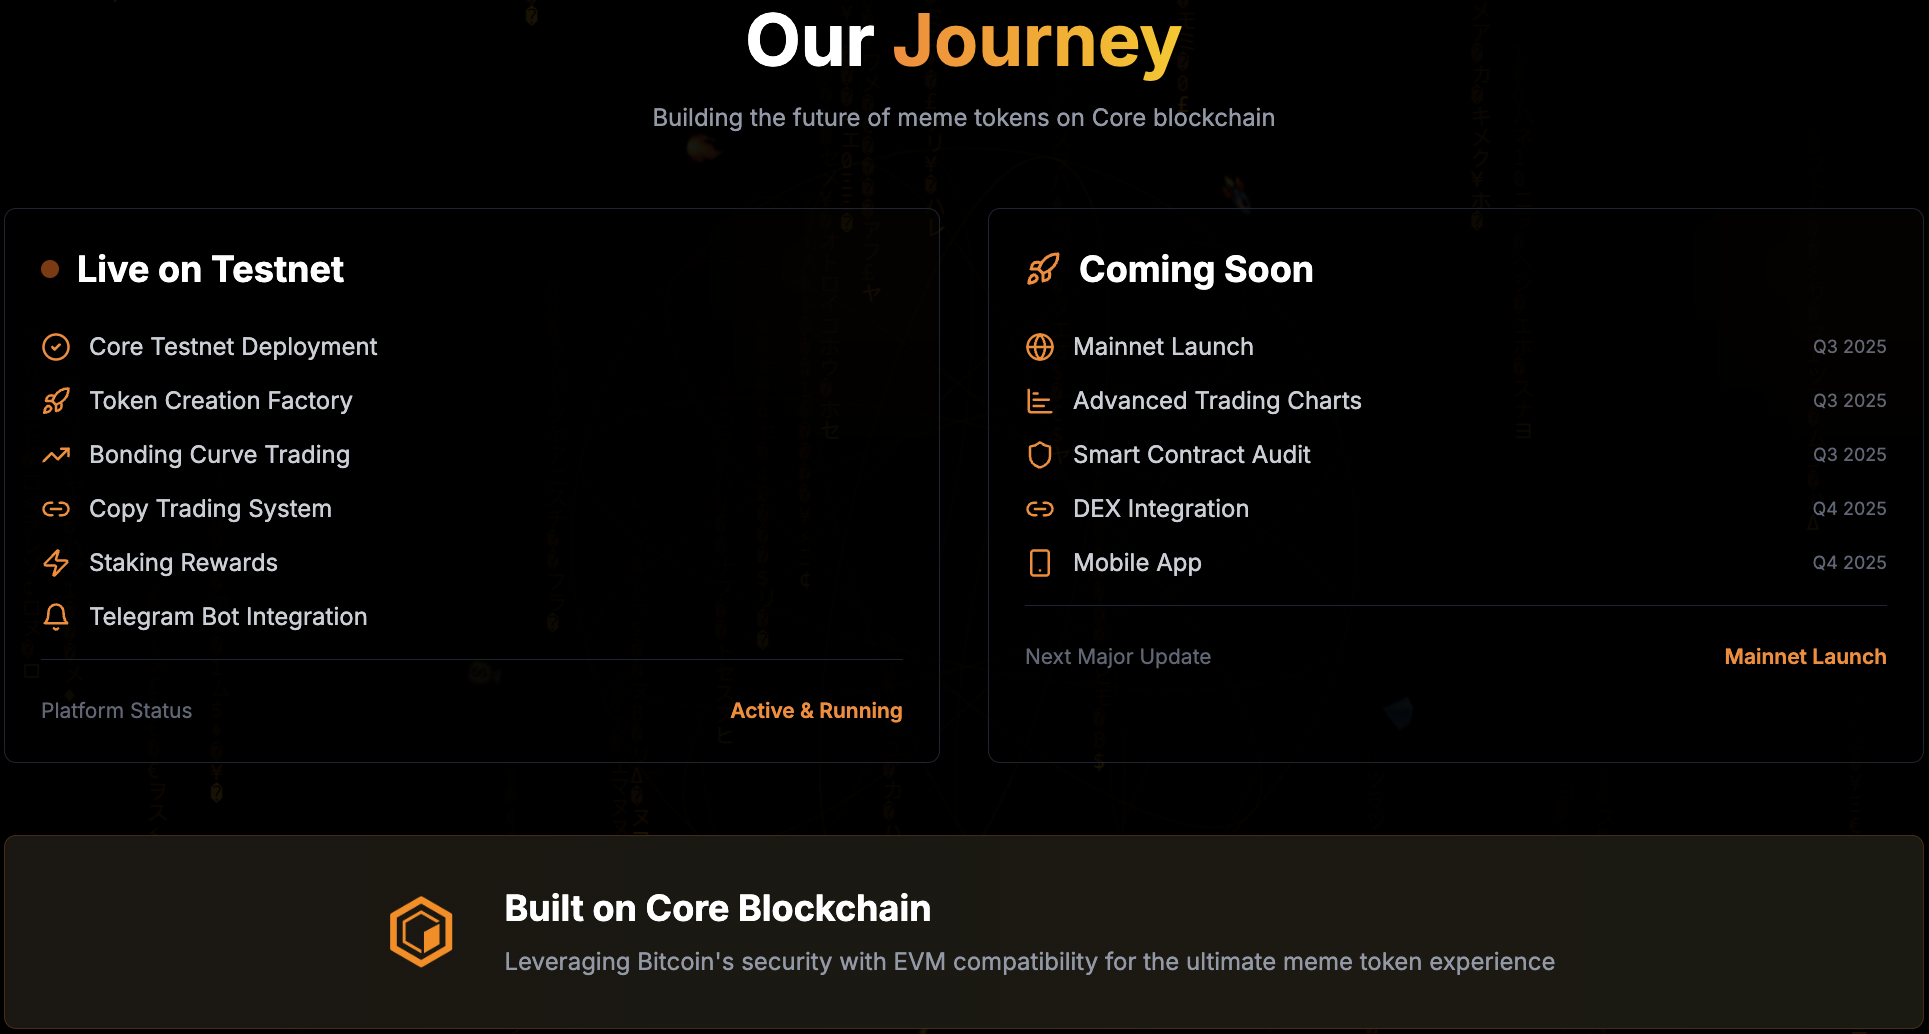 Our Journey
Building the future of meme tokens on Core blockchain
Live on Testnet
Core Testnet Deployment
Token Creation Factory
Bonding Curve Trading
Copy Trading System
Staking Rewards
Telegram Bot Integration
Platform Status
Active & Running
Coming Soon
Mainnet Launch Q3 2025
Advanced Trading Charts Q3 2025
Smart Contract Audit Q3 2025
DEX Integration Q4 2025
Mobile App Q4 2025
Next Major Update
Mainnet Launch
Built on Core Blockchain
Leveraging Bitcoin's security with EVM compatibility for the ultimate meme token experience